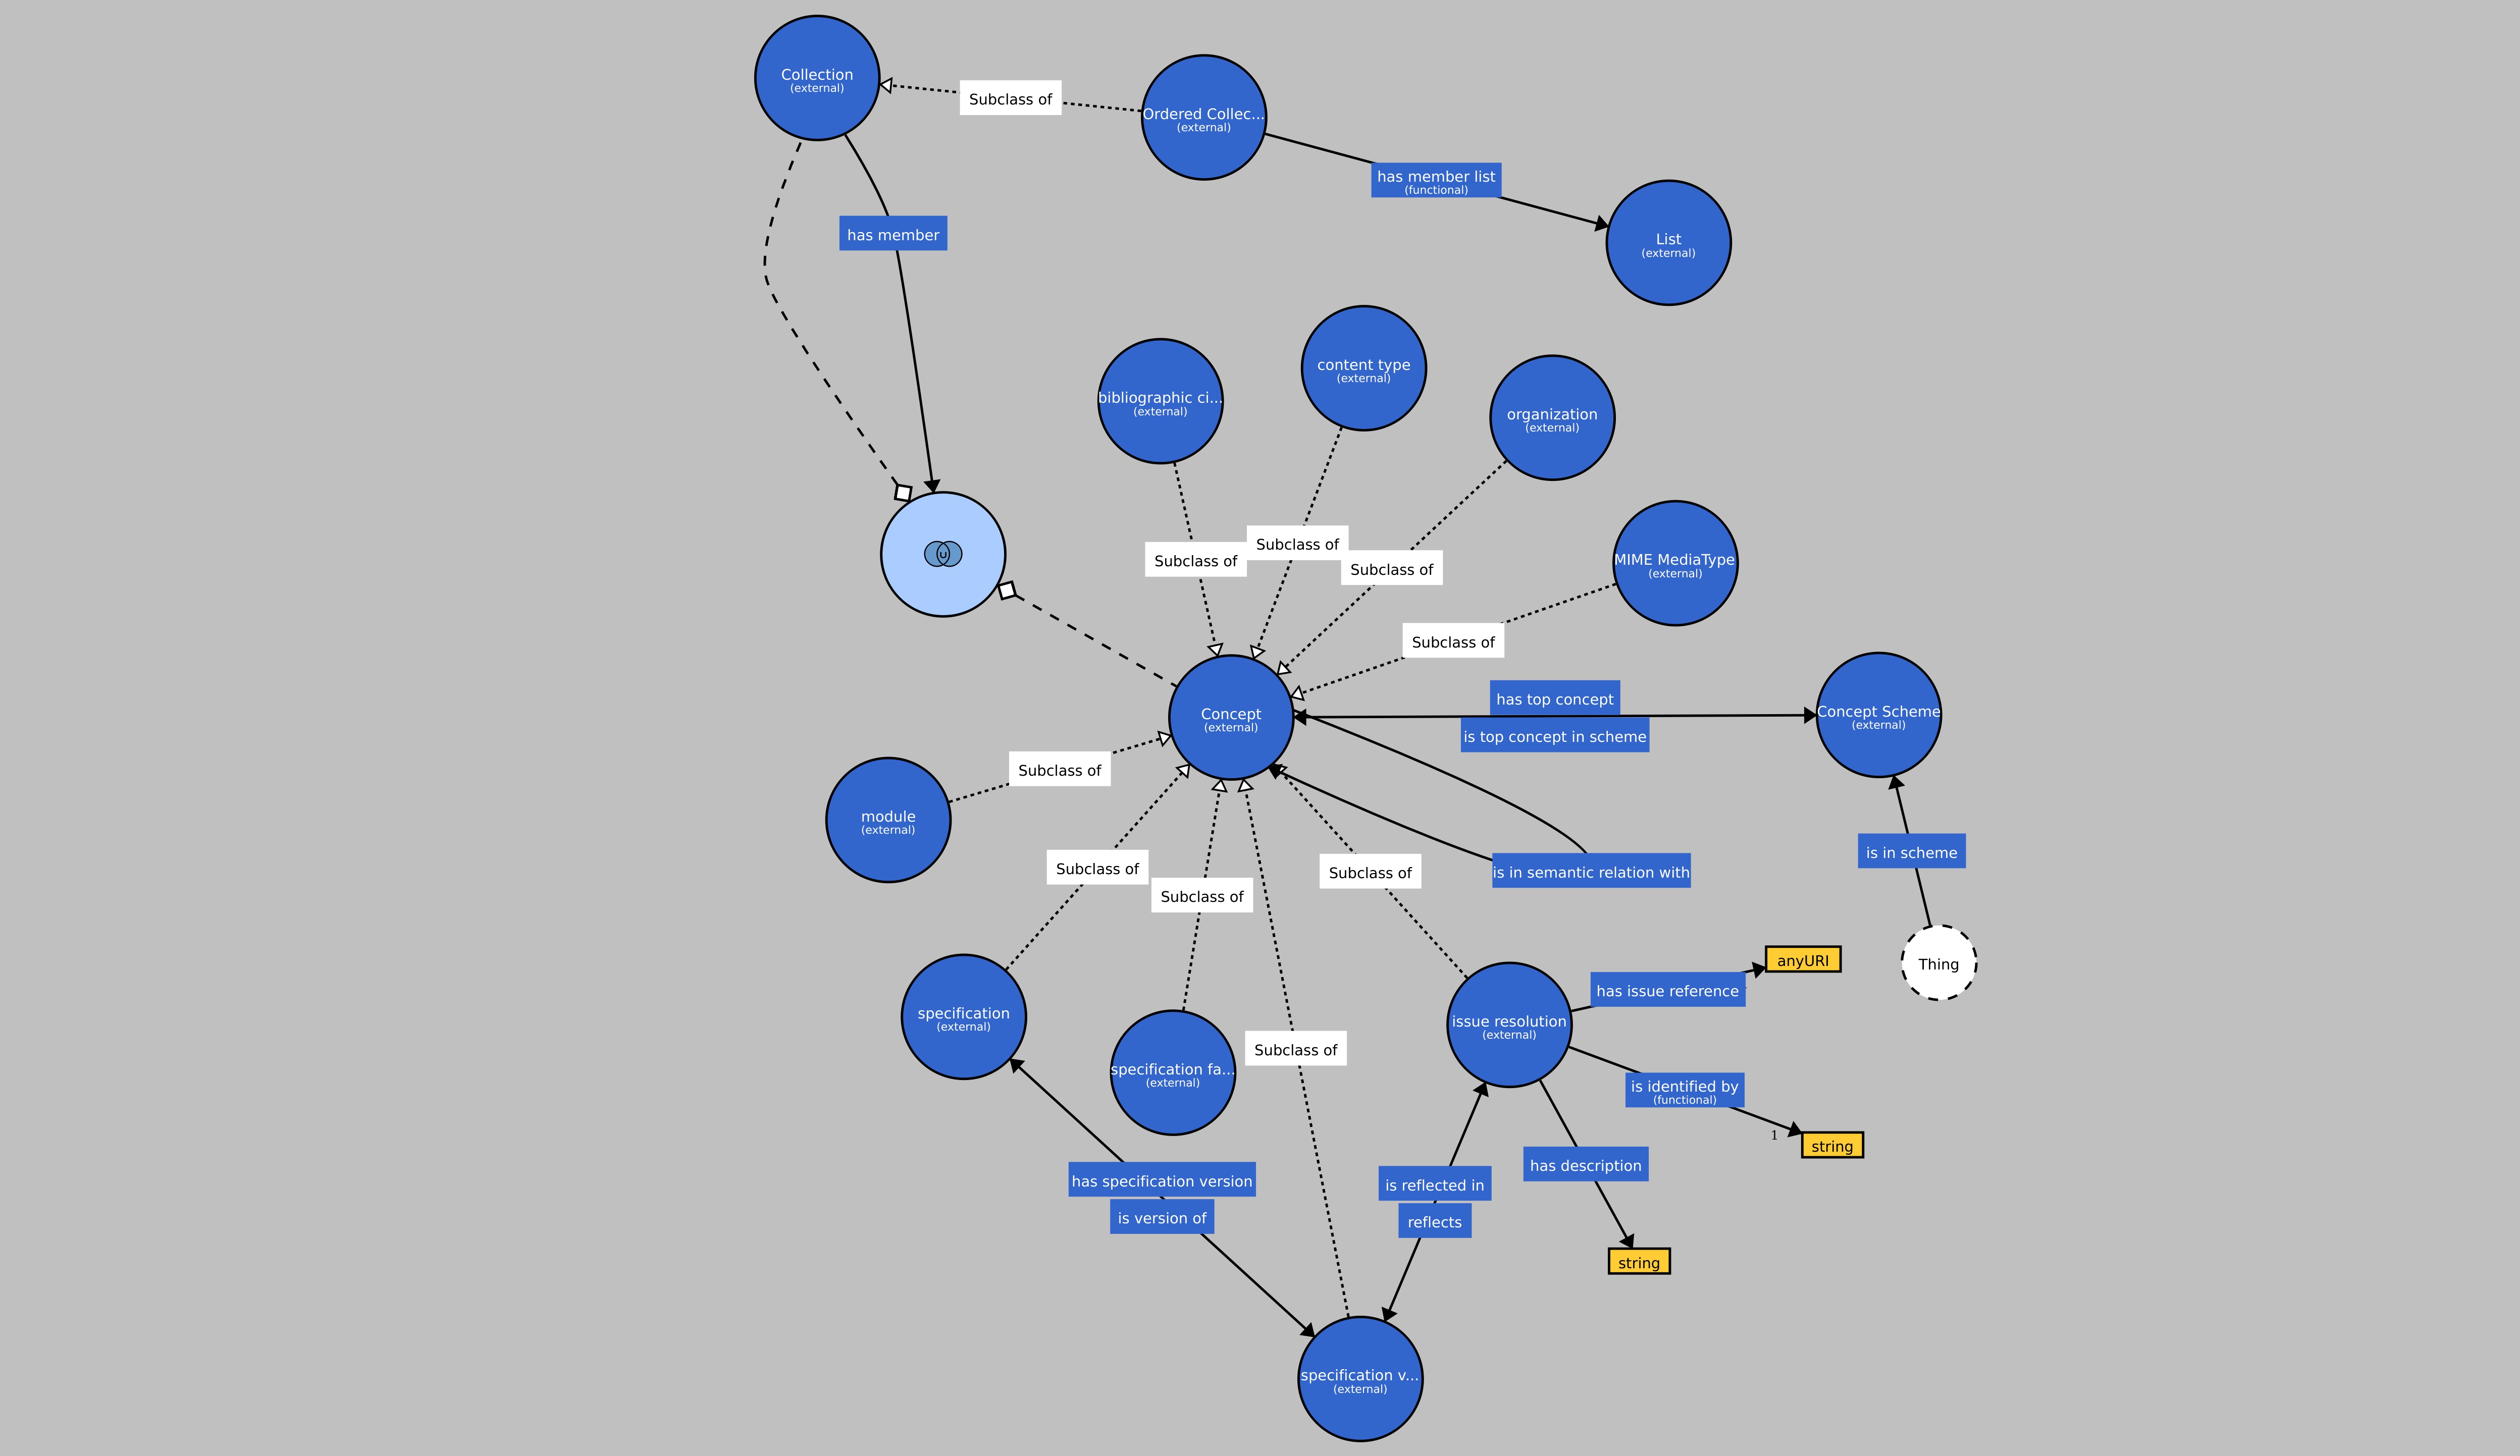 Collection
(external)
Subclass of
Ordered Collec...
(external)
has member list
(functional)
List
(external)
has member
bibliographic ci...
(external)
content type
(external)
organization
(external)
MIME MediaType
(external)
Subclass of
Subclass of
Subclass of
Subclass of
U
Concept
(external)
has top concept
is top concept in scheme
Concept Scheme
(external)
module
(external)
Subclass of
Subclass of
Subclass of
Subclass of
is in semantic relation with
is in scheme
Thing
specification
(external)
specification fa...
(external)
Subclass of
issue resolution
(external)
has issue reference
anyURI
is identified by
(functional)
1
string
has description
string
has specification version
is version of
is reflected in
reflects
specification v...
(external)